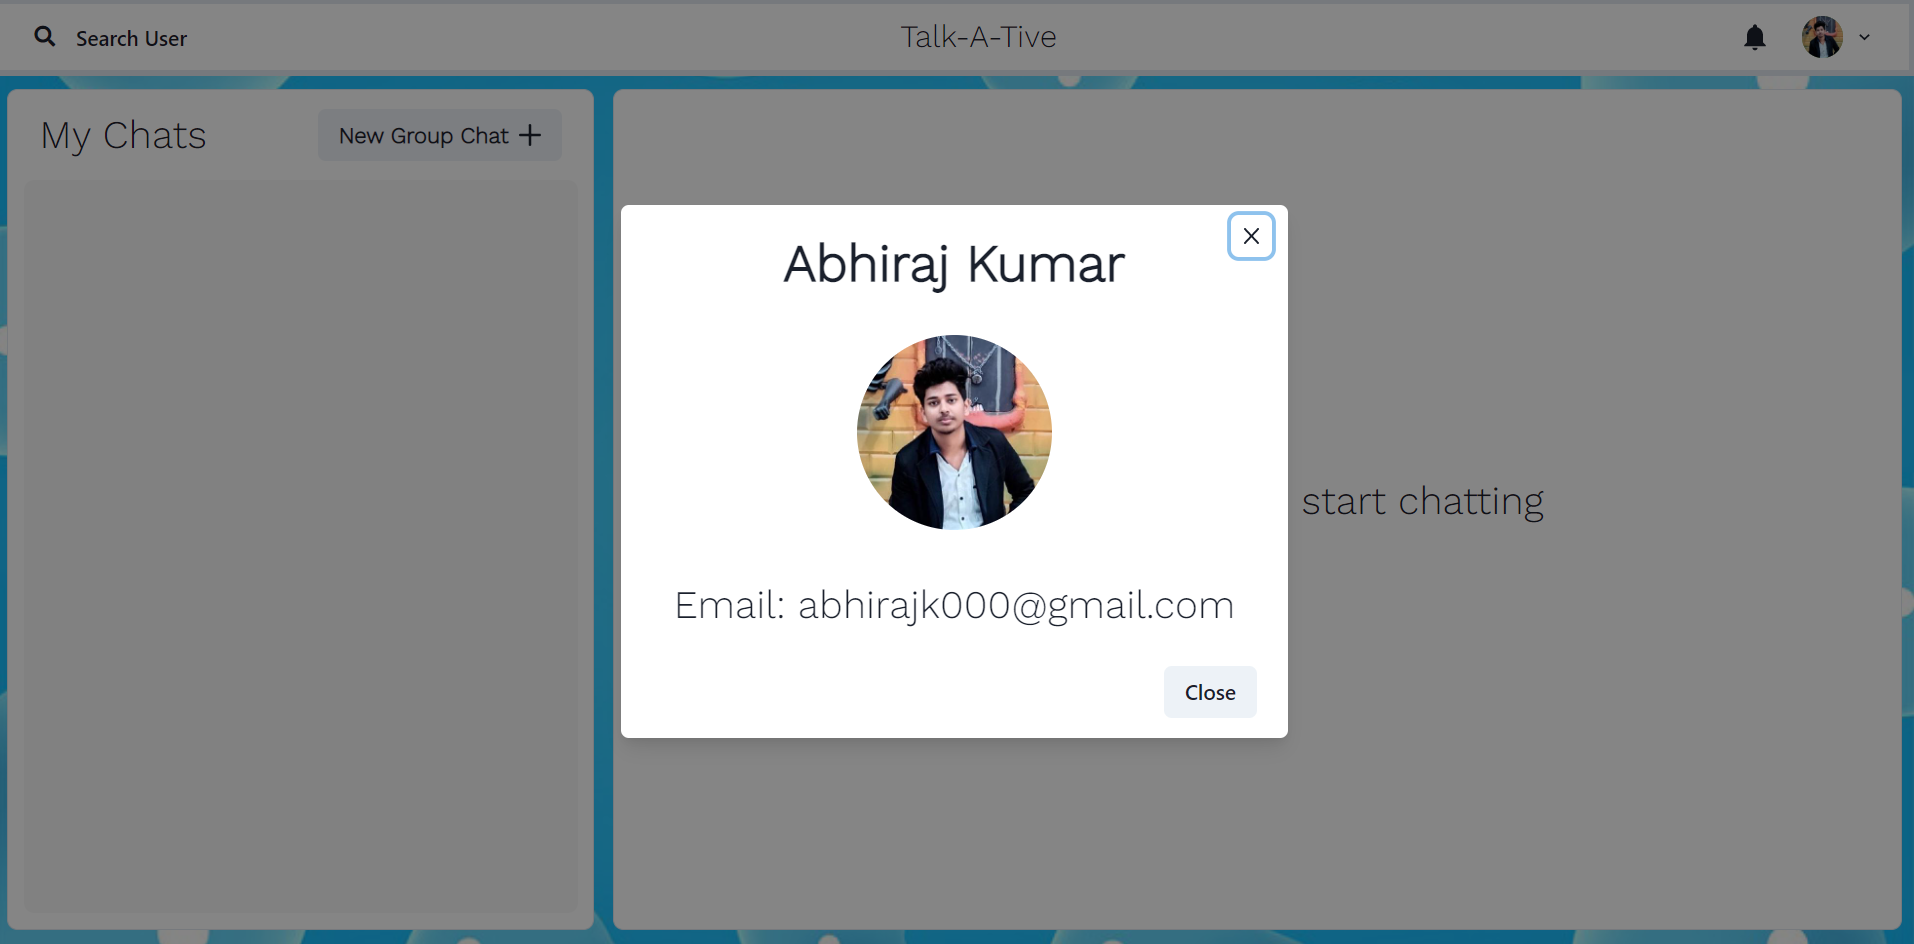 Search User
Talk-A-Tive
My Chats
New Group Chat
Abhiraj Kumar
start chatting
Email: abhirajk000@gmail.com
Close